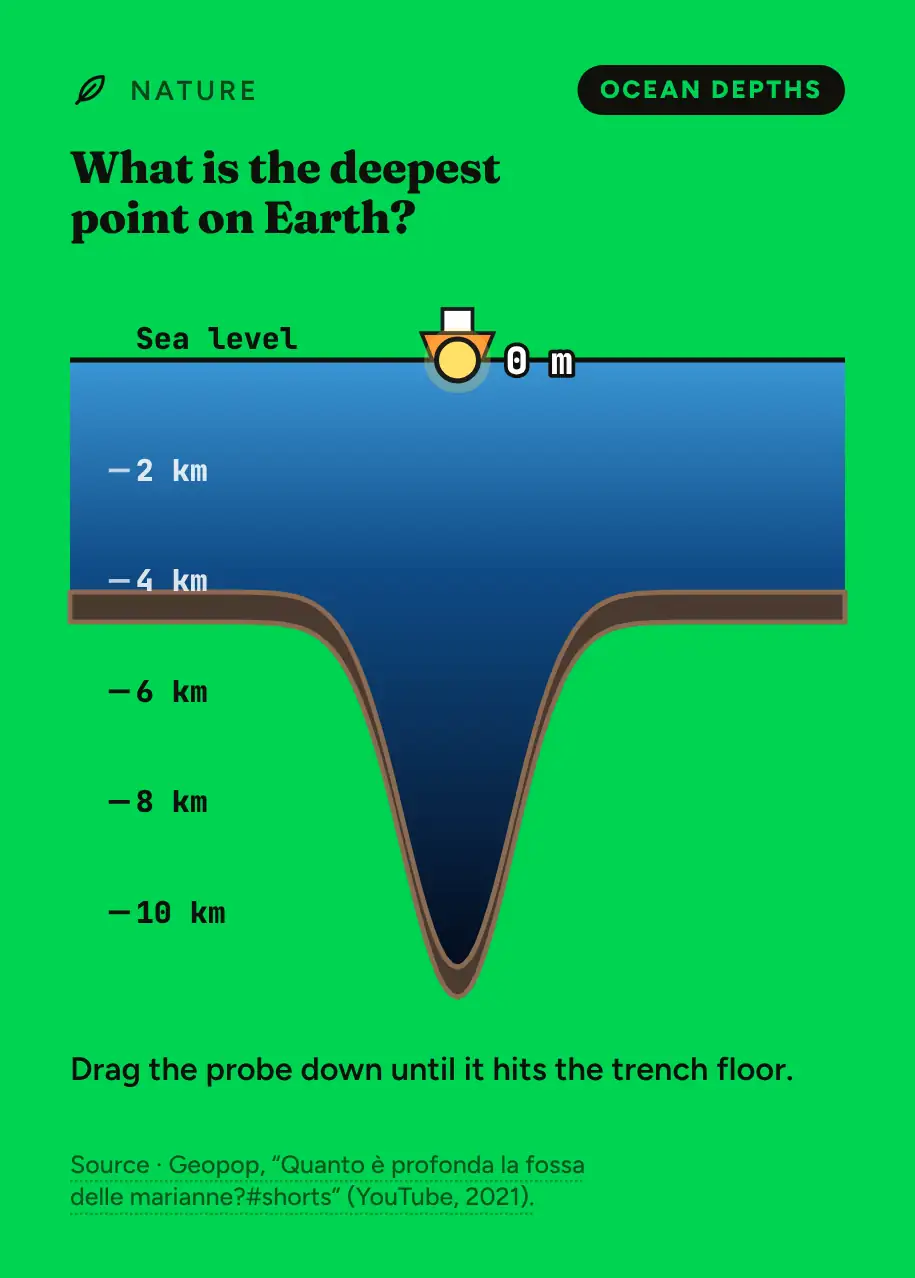 NATURE
OCEAN DEPTHS
What is the deepest
point on Earth?
Sea level
0 m
2 km
4 km
6 km
8 km
10 km
Drag the probe down until it hits the trench floor.
Source · Geopop, “Quanto è profonda la fossa
delle marianne?#shorts” (YouTube, 2021).